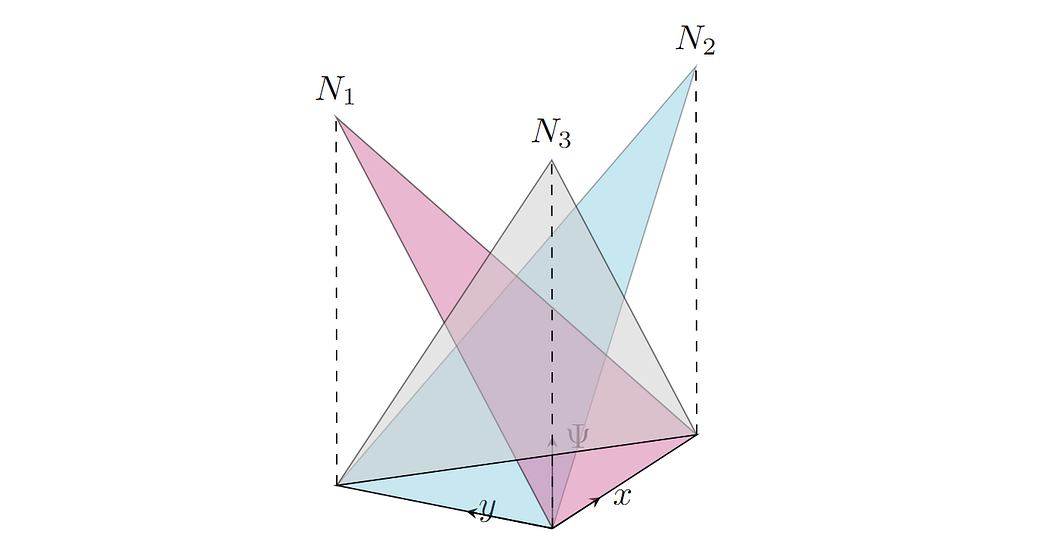 N₂
N₁
N₃
Ψ
x
y